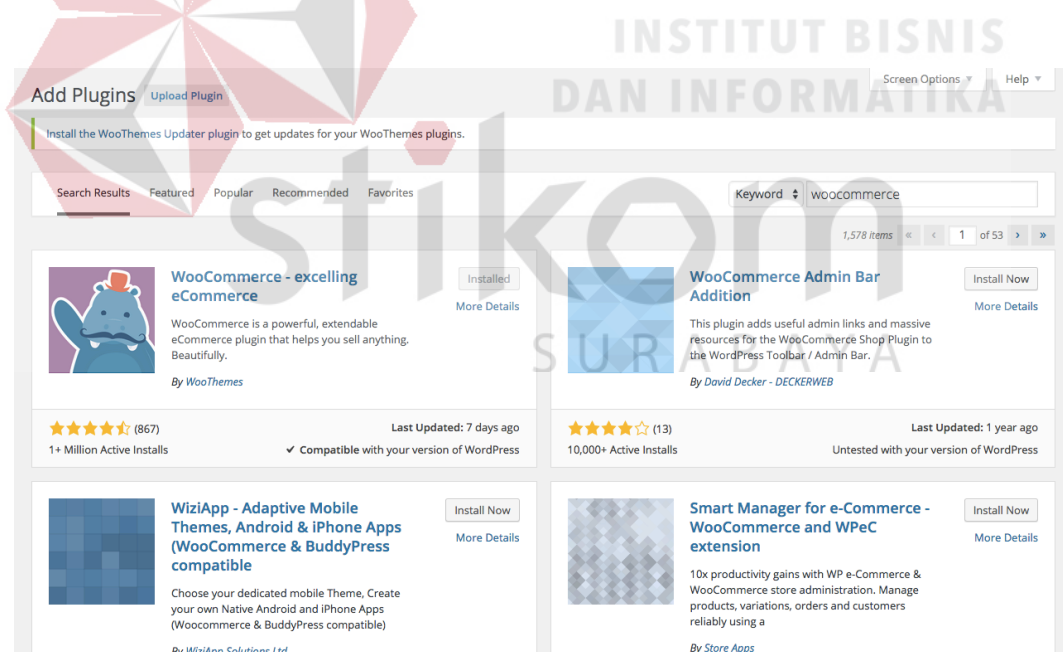 INSTITUT BISNIS
DAN INFORMATIKA
stikom
SURABAYA
Screen Options
Help
Add Plugins
Upload Plugin
Install the WooThemes Updater plugin to get updates for your WooThemes plugins.
Search Results
Featured
Popular
Recommended
Favorites
Keyword
woocommerce
1,578 items « ‹ 1 of 53 › »
WooCommerce - excelling
eCommerce
Installed
More Details
WooCommerce is a powerful, extendable
eCommerce plugin that helps you sell anything.
Beautifully.
By WooThemes
(867)
Last Updated: 7 days ago
1+ Million Active Installs
✔ Compatible with your version of WordPress
WooCommerce Admin Bar
Addition
Install Now
More Details
This plugin adds useful admin links and massive
resources for the WooCommerce Shop Plugin to
the WordPress Toolbar / Admin Bar.
By David Decker - DECKERWEB
(13)
Last Updated: 1 year ago
10,000+ Active Installs
Untested with your version of WordPress
WiziApp - Adaptive Mobile
Themes, Android & iPhone Apps
(WooCommerce & BuddyPress
compatible
Install Now
More Details
Choose your dedicated mobile Theme, Create
your own Native Android and iPhone Apps
(Woocommerce & BuddyPress compatible)
By WiziApp Solutions Ltd.
Smart Manager for e-Commerce -
WooCommerce and WPeC
extension
Install Now
More Details
10x productivity gains with WP e-Commerce &
WooCommerce store administration. Manage
products, variations, orders and customers
reliably using a
By Store Apps